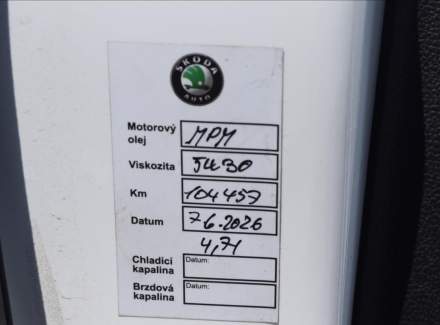 ŠKODA
AUTO
Motorový olej MPM
Viskozita 5W30
Km 104457
Datum 7.6.2026
4,7l
Chladicí kapalina Datum:
Brzdová kapalina Datum: